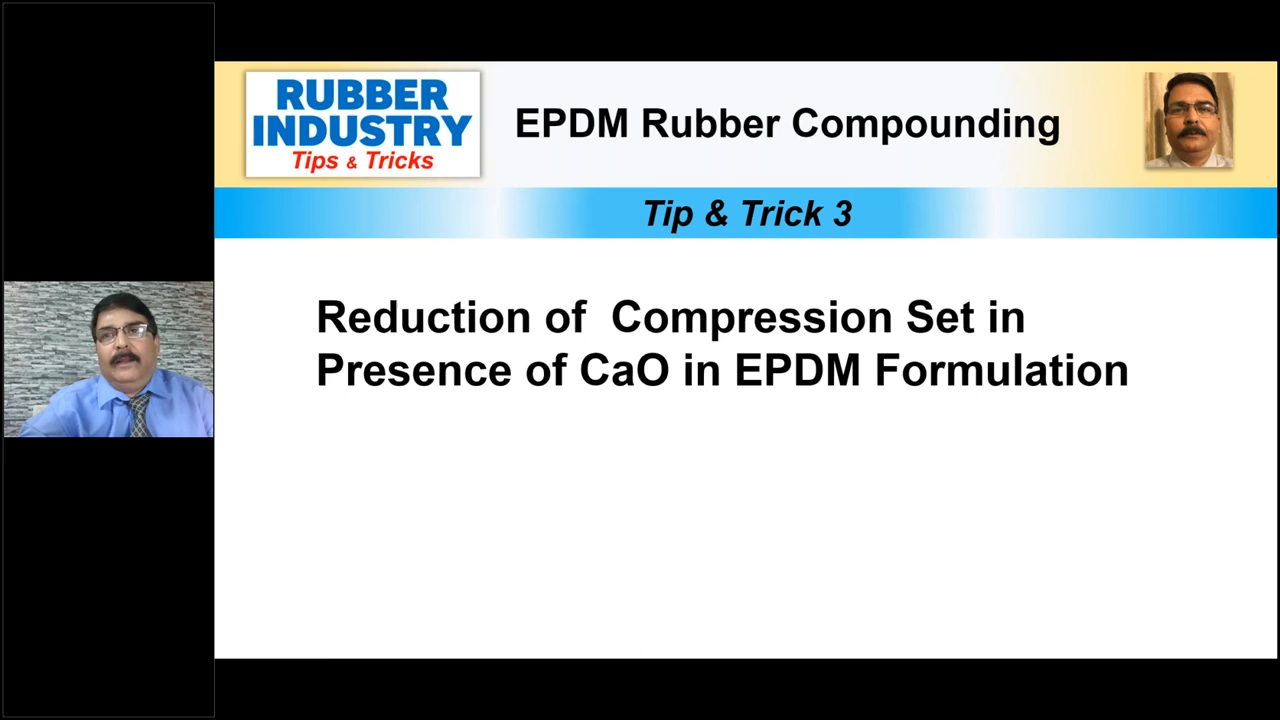 RUBBER
INDUSTRY
Tips & Tricks
EPDM Rubber Compounding
Tip & Trick 3
Reduction of Compression Set in
Presence of CaO in EPDM Formulation